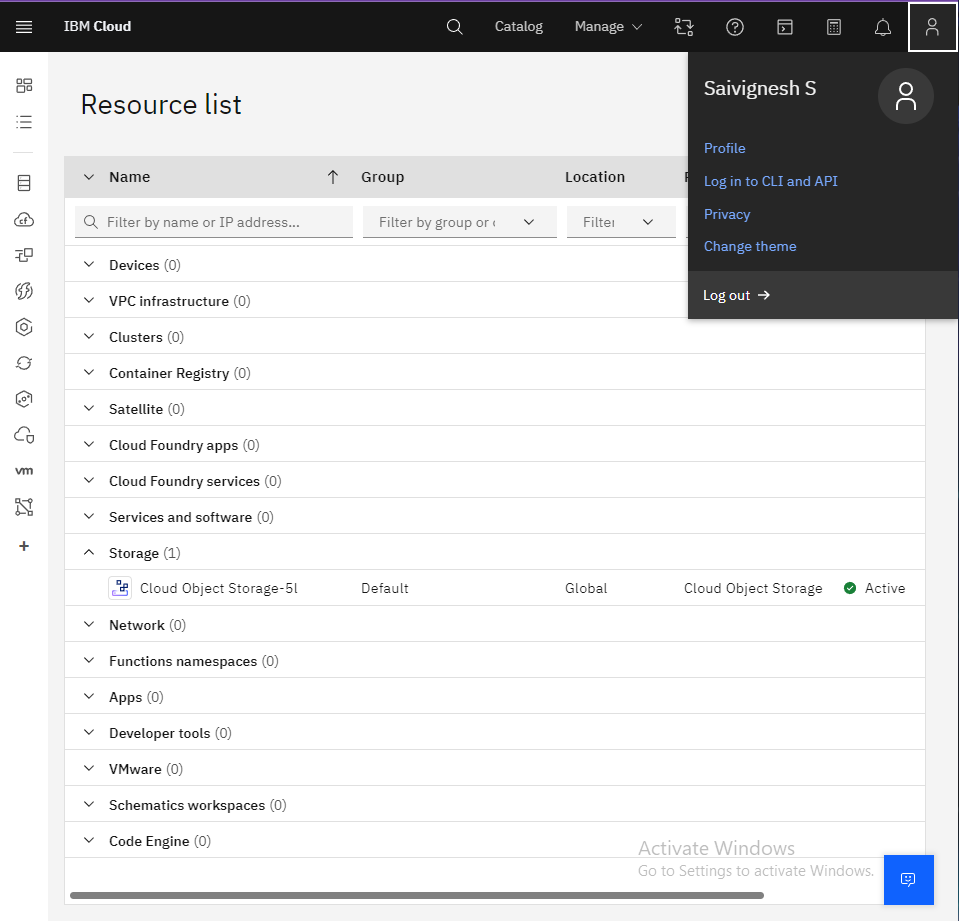 IBM Cloud
Catalog
Manage
Saivignesh S
Profile
Log in to CLI and API
Privacy
Change theme
Log out
Resource list
Name
Group
Location
Filter by name or IP address...
Filter by group or
Filter
Devices (0)
VPC infrastructure (0)
Clusters (0)
Container Registry (0)
Satellite (0)
Cloud Foundry apps (0)
Cloud Foundry services (0)
Services and software (0)
Storage (1)
Cloud Object Storage-5l Default Global Cloud Object Storage Active
Network (0)
Functions namespaces (0)
Apps (0)
Developer tools (0)
VMware (0)
Schematics workspaces (0)
Code Engine (0)
vm
Activate Windows
Go to Settings to activate Windows.